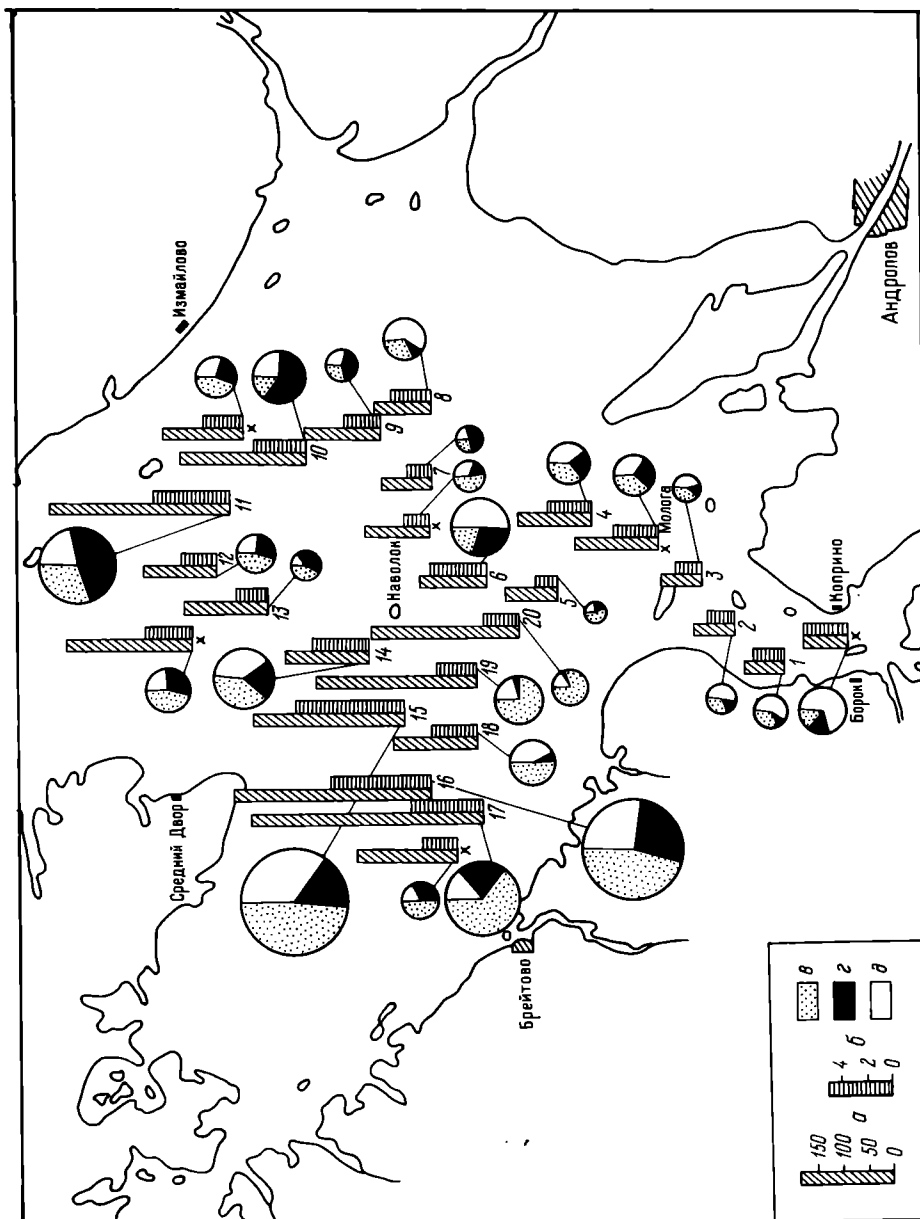 Измайлово
Андропов
x
10
9
8
11
12
13
7
x
Наволок
6
4
x Молога
3
5
x
14
20
2
1
x
Коприно
Борок
19
15
18
Средний Двор
16
17
x
Брейтово
150
100
50
0
а
4
2
0
б
в
г
д